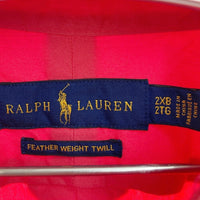 RALPH LAUREN
2XB
2TG
MADE IN
CHINA
FABRIQUÉ EN
CHINE
FEATHER WEIGHT TWILL